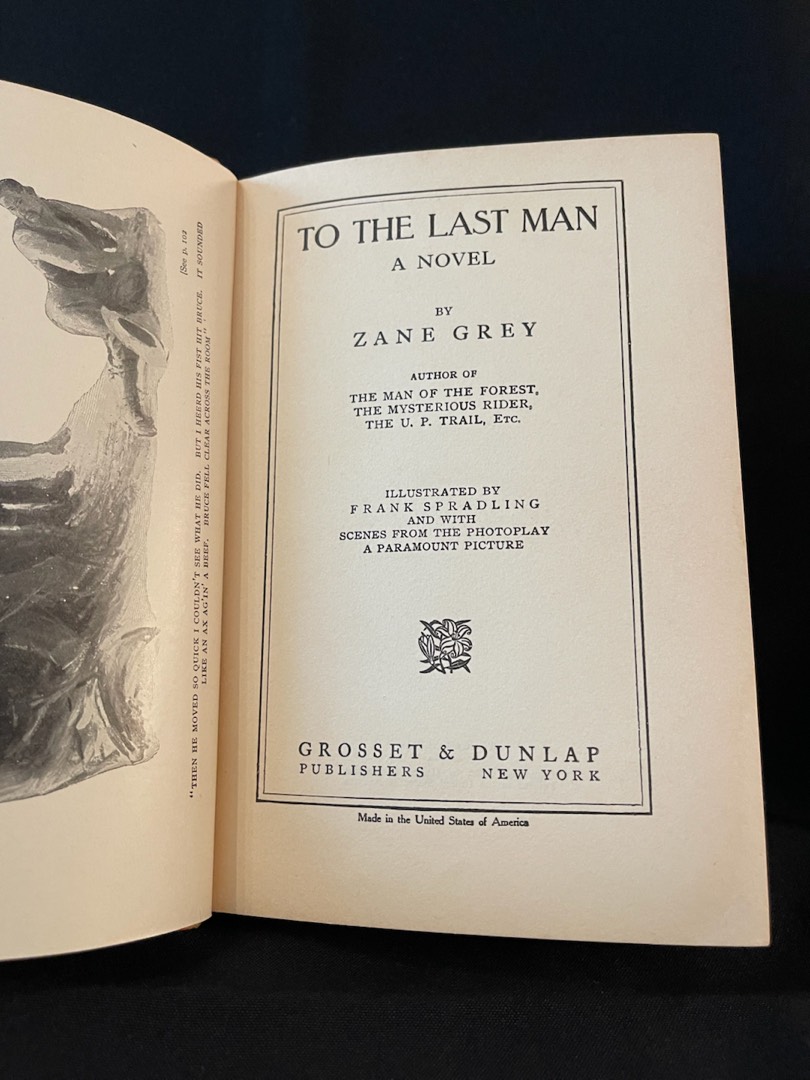 [See p. 102
"THEN HE MOVED SO QUICK I COULDN'T SEE WHAT HE DID. BUT I HEERD HIS FIST HIT BRUCE. IT SOUNDED
LIKE AN AX AG'IN' A BEEF. BRUCE FELL CLEAR ACROSS THE ROOM"
TO THE LAST MAN
A NOVEL
BY
ZANE GREY
AUTHOR OF
THE MAN OF THE FOREST,
THE MYSTERIOUS RIDER,
THE U. P. TRAIL, ETC.
ILLUSTRATED BY
FRANK SPRADLING
AND WITH
SCENES FROM THE PHOTOPLAY
A PARAMOUNT PICTURE
GROSSET & DUNLAP
PUBLISHERS NEW YORK
Made in the United States of America